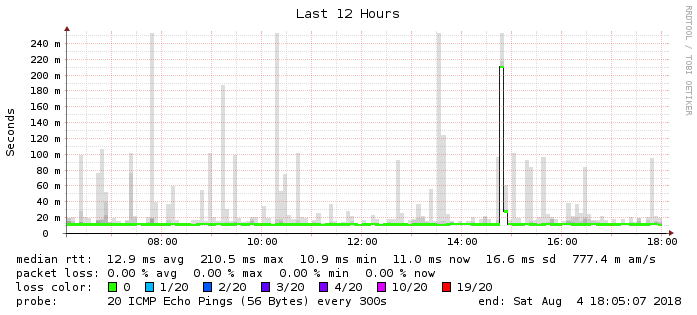 Last 12 Hours
RRDTOOL / TOBI OETIKER
Seconds
240 m
220 m
200 m
180 m
160 m
140 m
120 m
100 m
80 m
60 m
40 m
20 m
0
08:00 10:00 12:00 14:00 16:00 18:00
median rtt: 12.9 ms avg 210.5 ms max 10.9 ms min 11.0 ms now 16.6 ms sd 777.4 m am/s
packet loss: 0.00 % avg 0.00 % max 0.00 % min 0.00 % now
loss color: 0 1/20 2/20 3/20 4/20 10/20 19/20
probe: 20 ICMP Echo Pings (56 Bytes) every 300s end: Sat Aug 4 18:05:07 2018